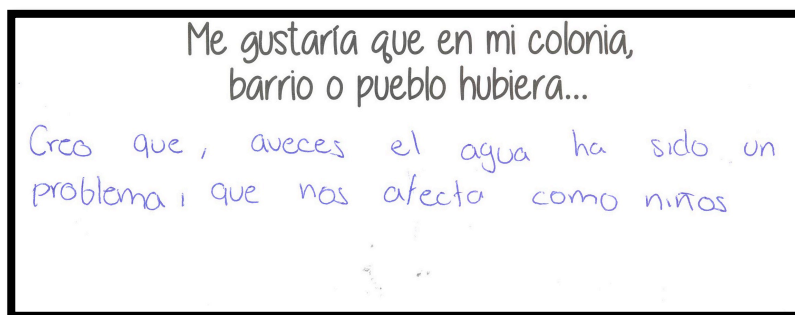 Me gustaría que en mi colonia,
barrio o pueblo hubiera...
Creo que, aveces el agua ha sido un
problema, que nos afecta como niños